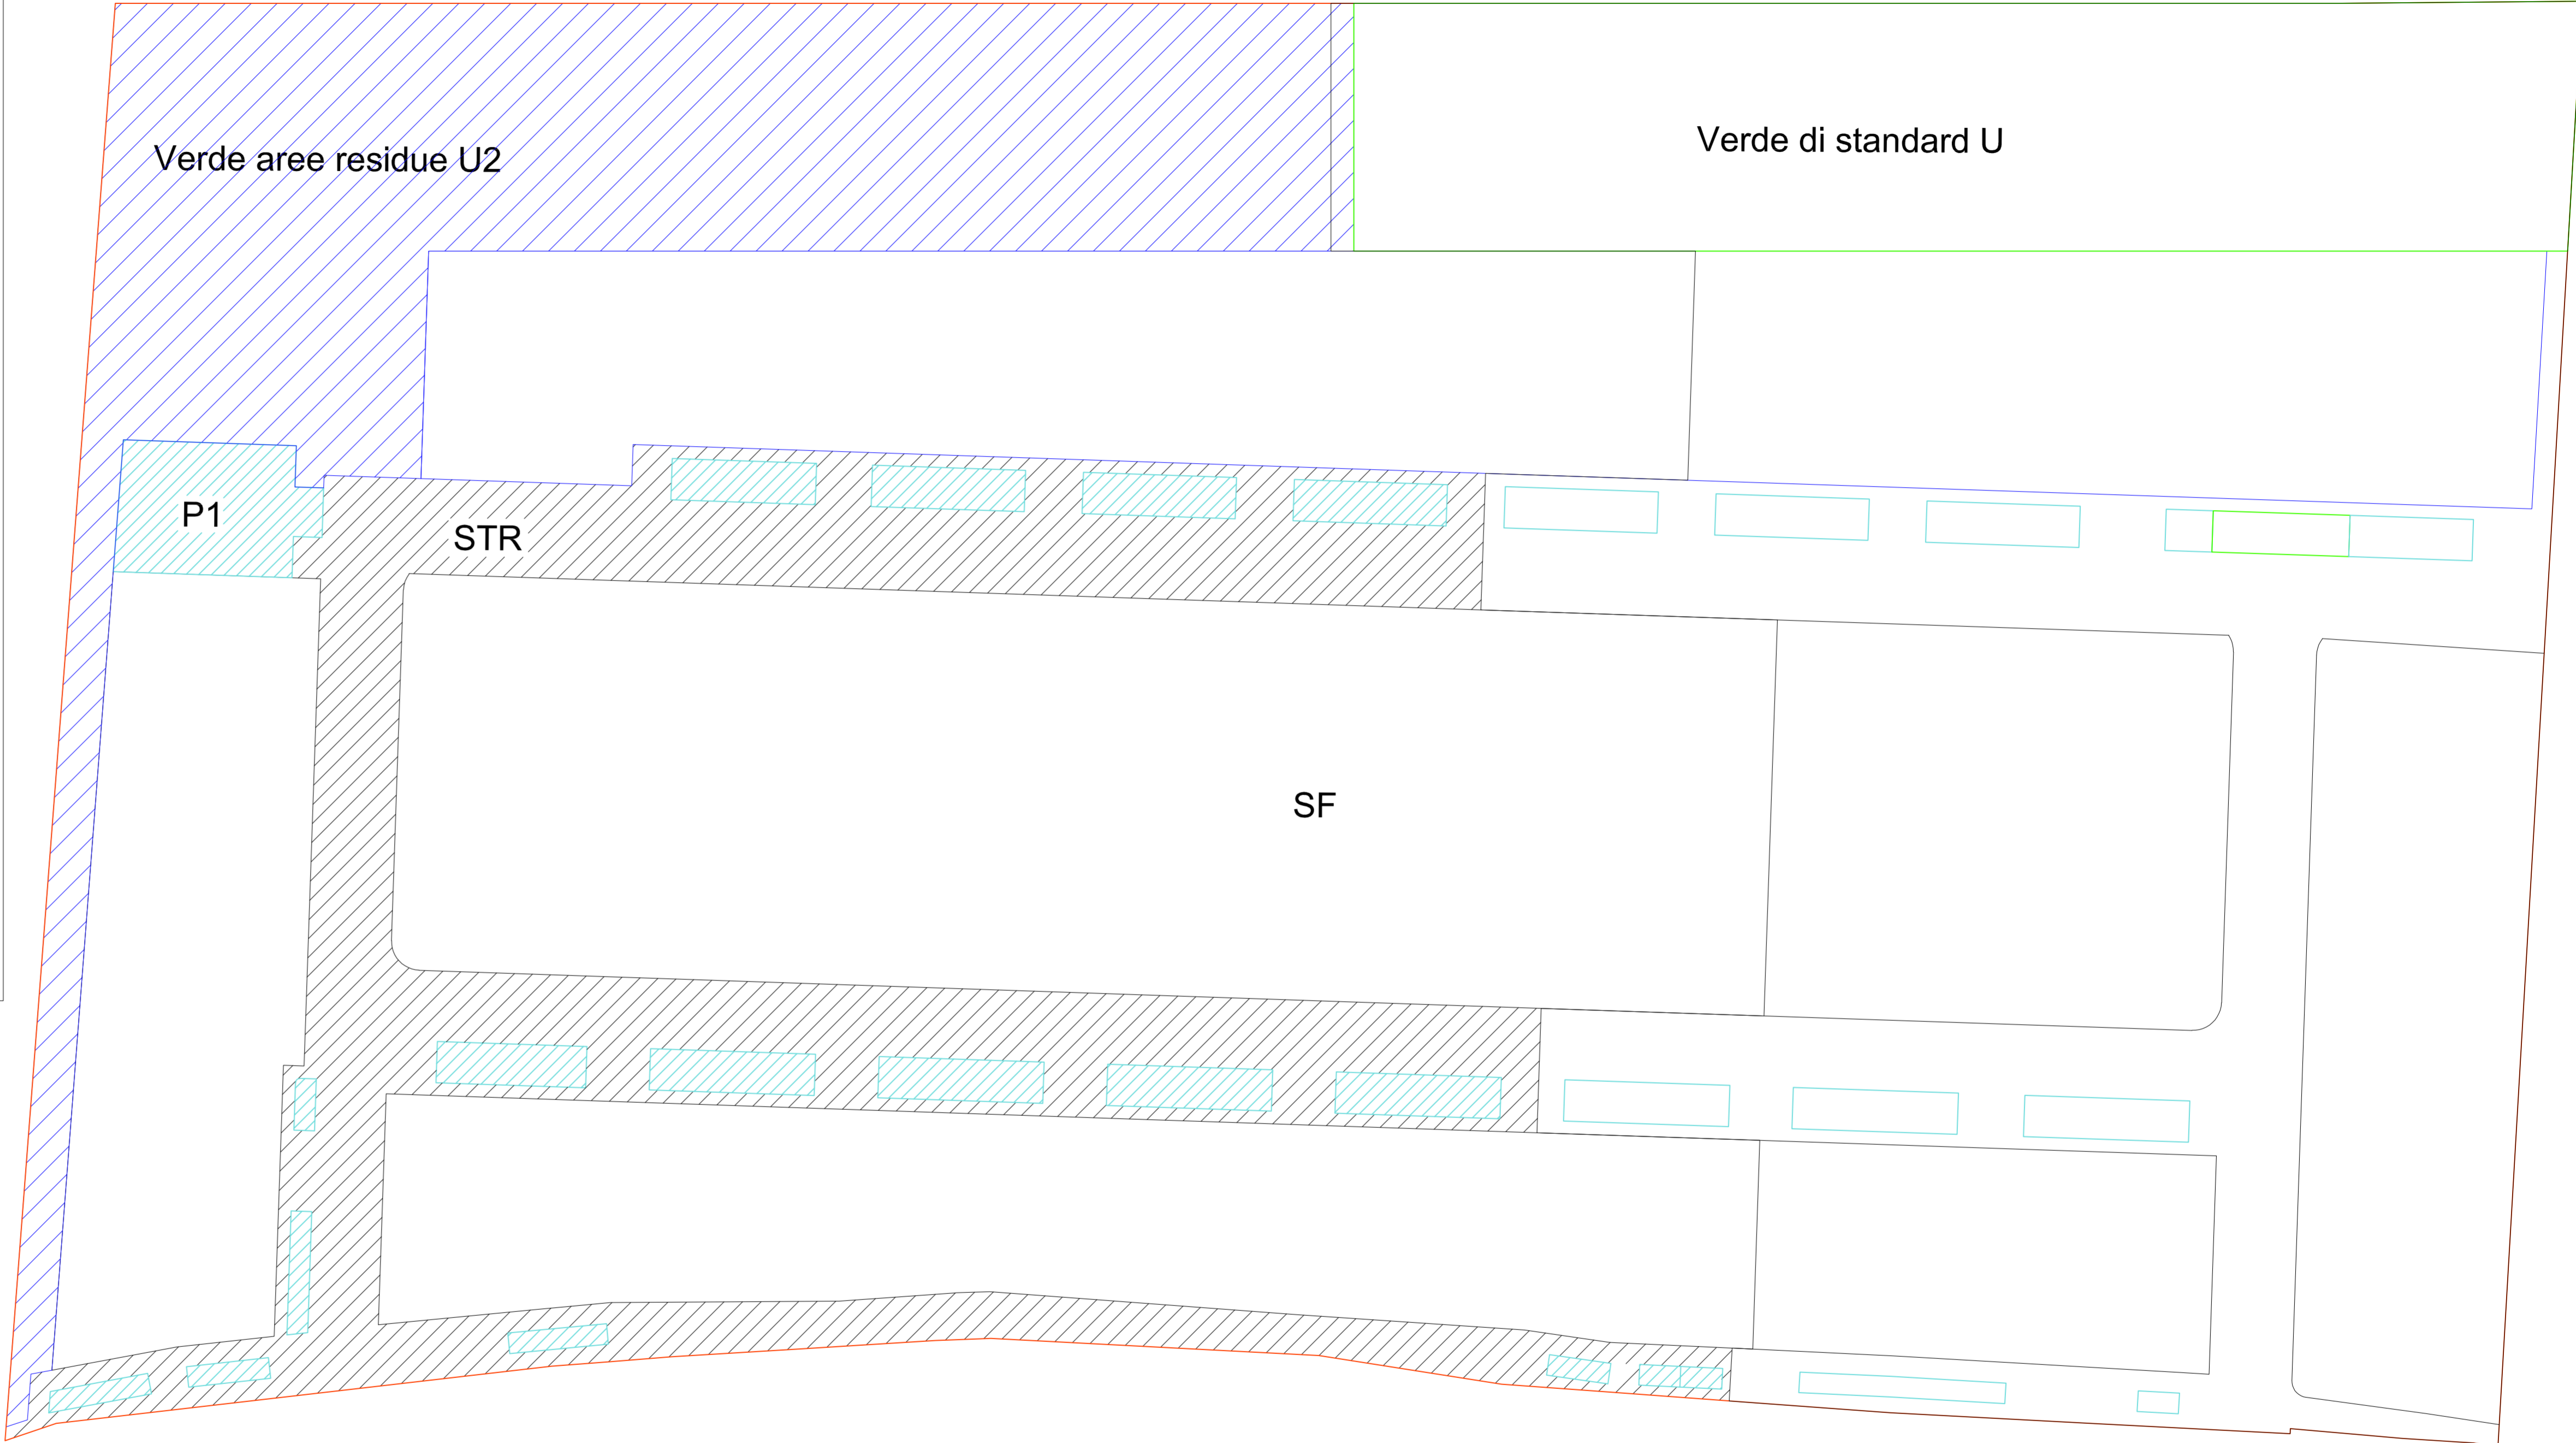 Verde di standard U
Verde aree residue U2
P1
STR
SF